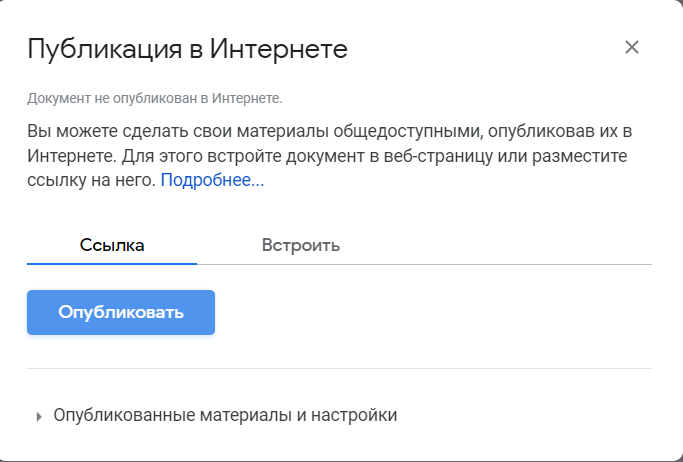 Публикация в Интернете
Документ не опубликован в Интернете.
Вы можете сделать свои материалы общедоступными, опубликовав их в
Интернете. Для этого встройте документ в веб-страницу или разместите
ссылку на него. Подробнее...
Ссылка
Встроить
Опубликовать
Опубликованные материалы и настройки